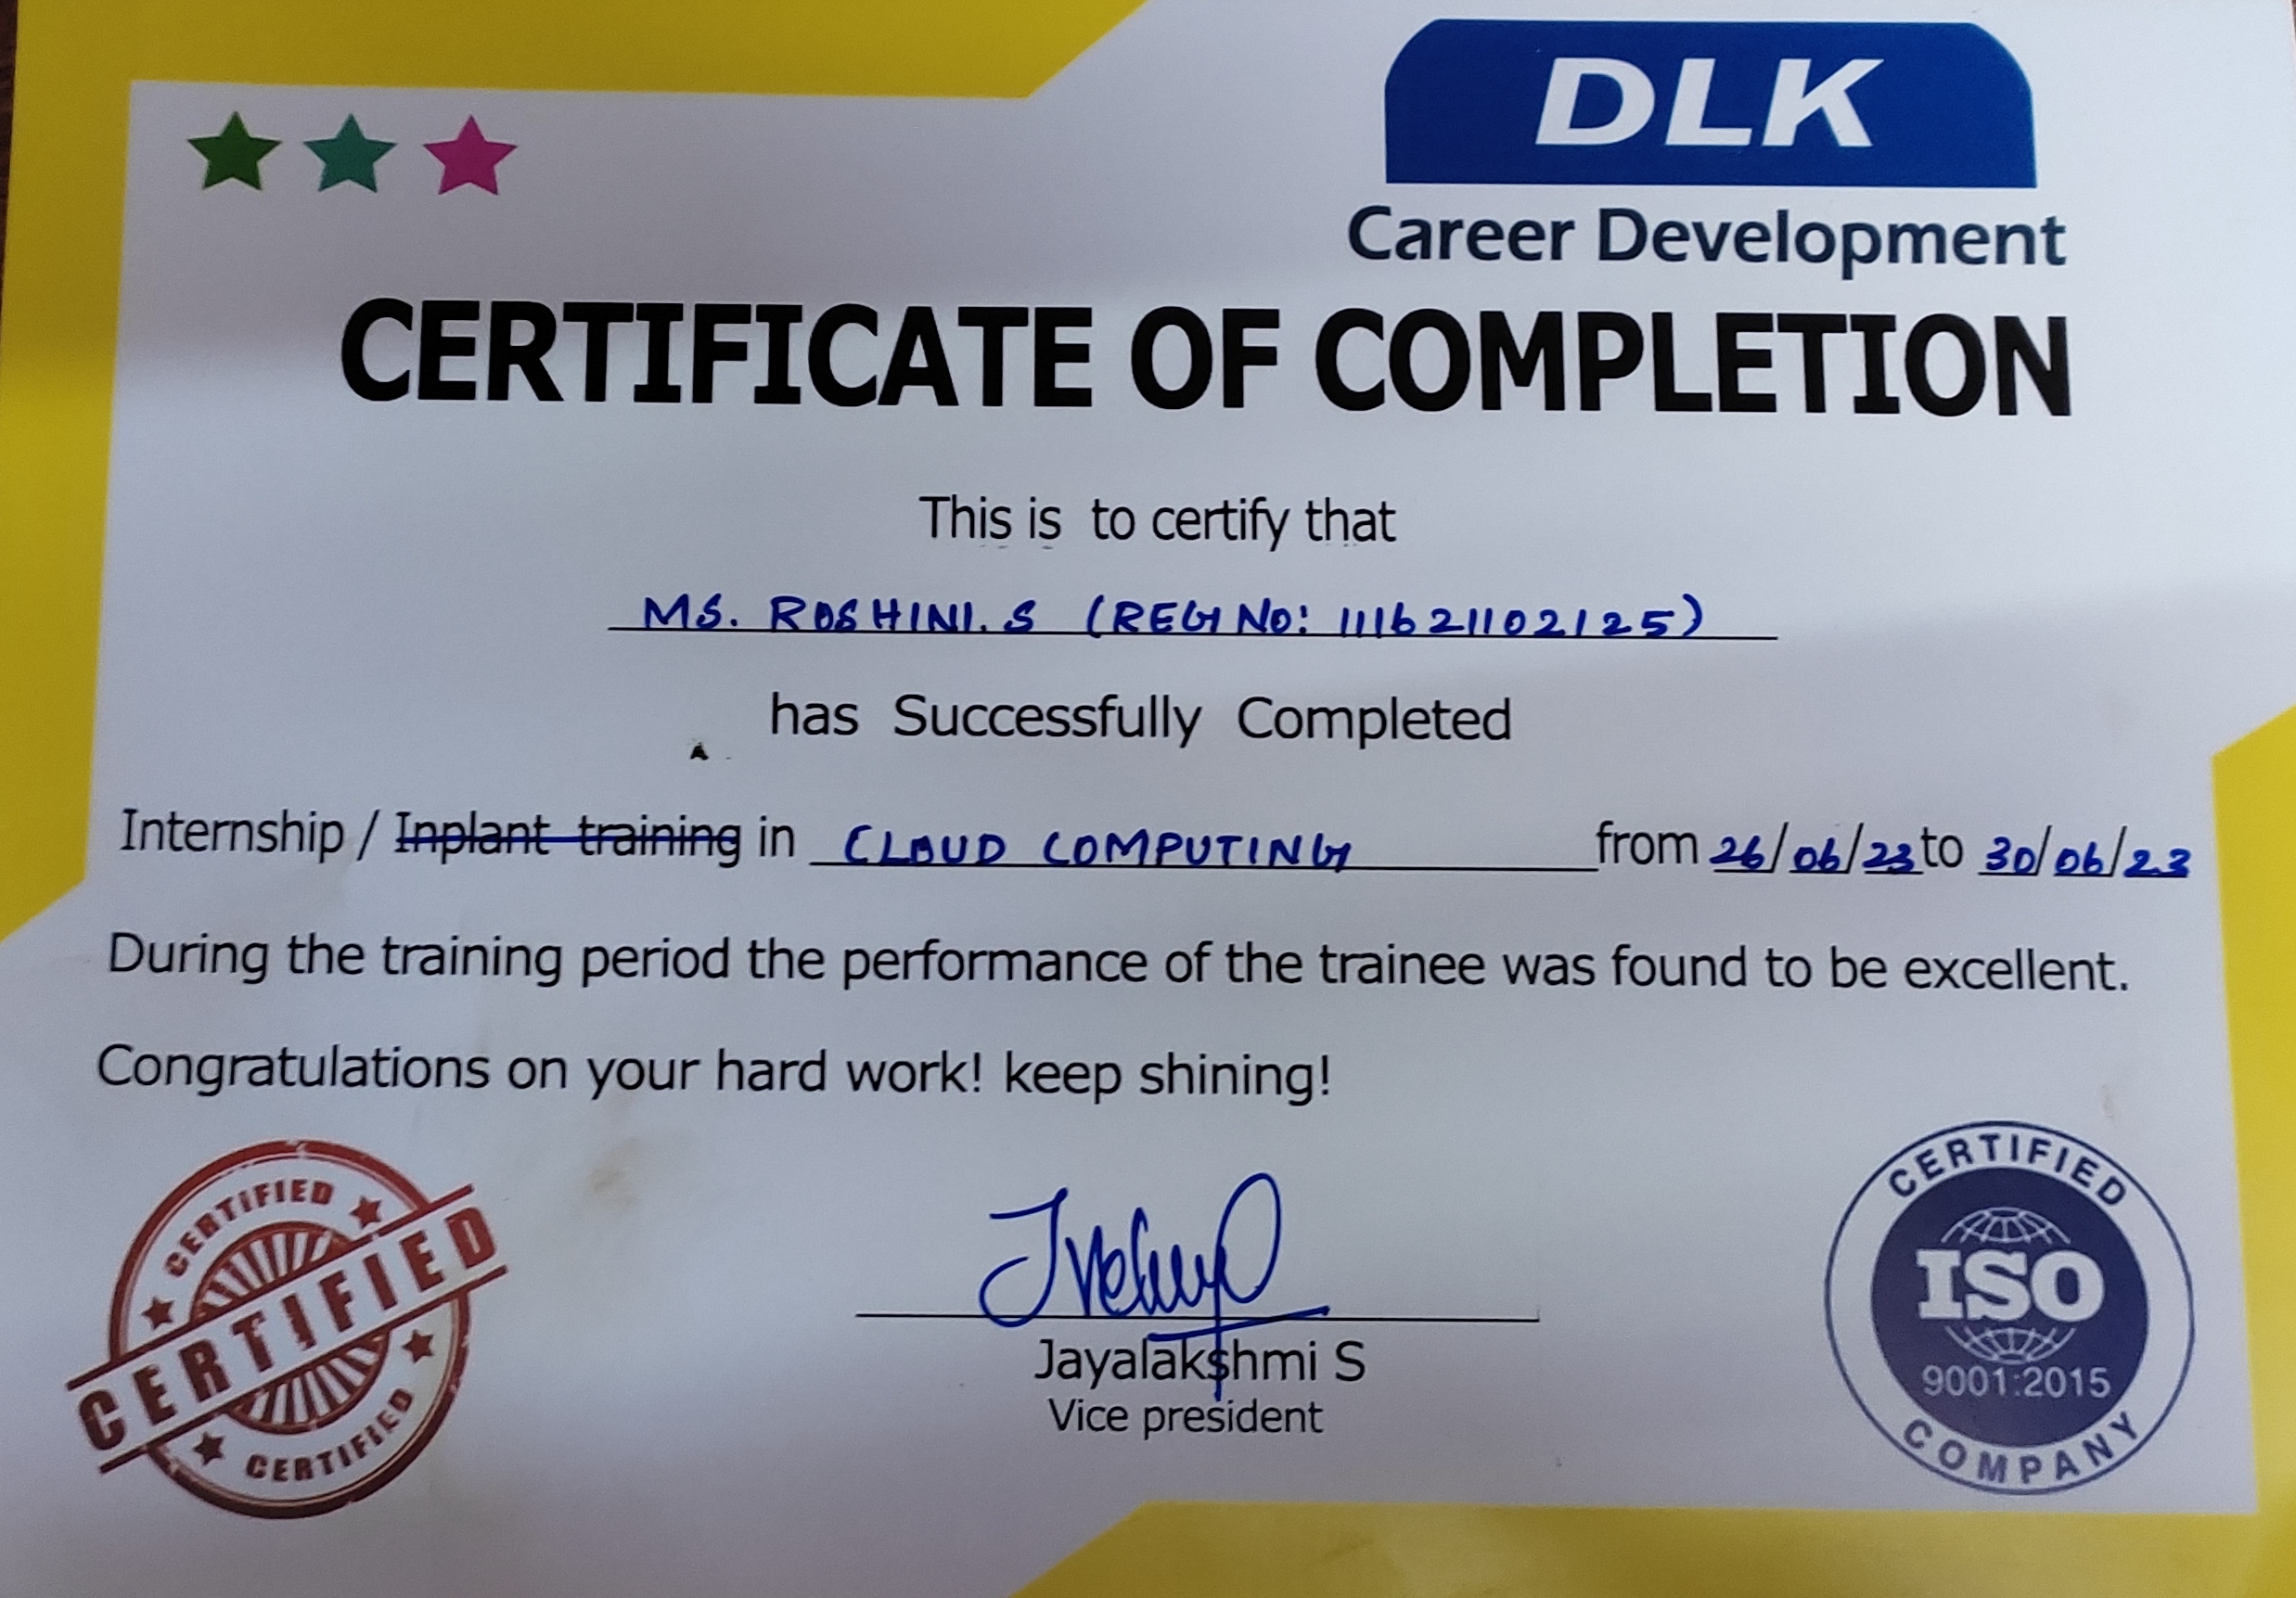 DLK
Career Development
CERTIFICATE OF COMPLETION
This is to certify that
MS. ROSHINI. S (REG NO: 111621102125)
has Successfully Completed
Internship / Inplant training in CLOUD COMPUTING from 26/06/23 to 30/06/23
During the training period the performance of the trainee was found to be excellent.
Congratulations on your hard work! keep shining!
CERTIFIED
CERTIFIED
CERTIFIED
Jayalakshmi S
Vice president
CERTIFIED
ISO
9001:2015
COMPANY